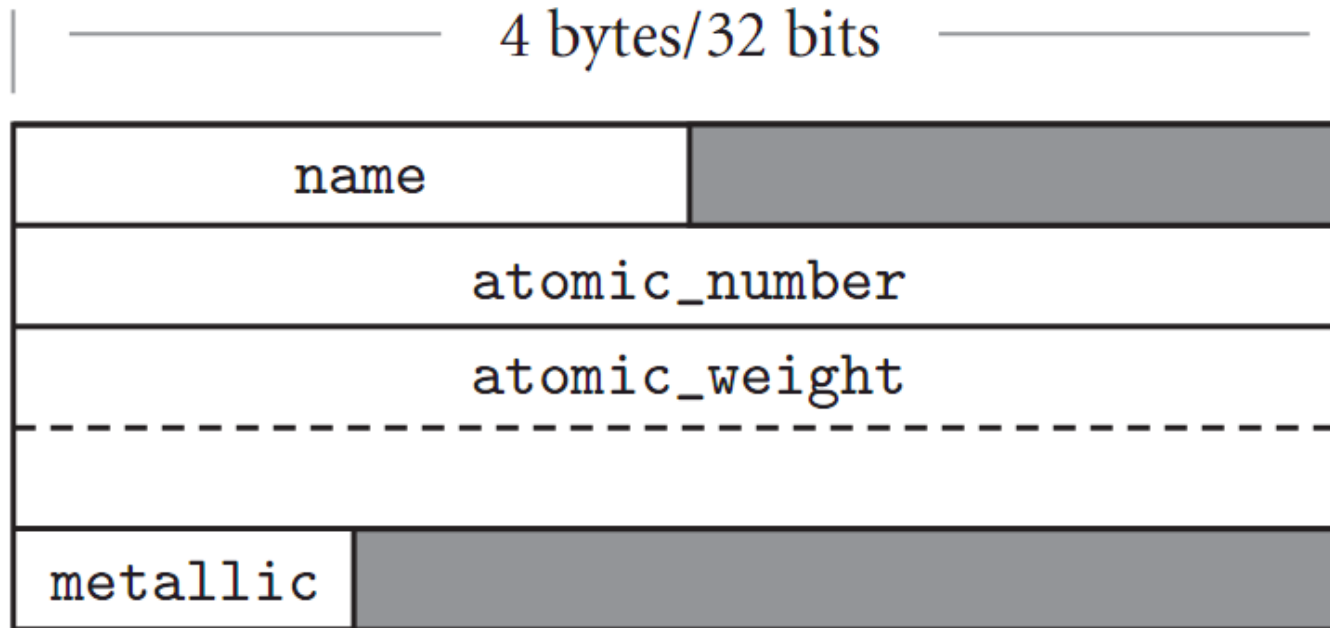 4 bytes/32 bits
name
atomic_number
atomic_weight
metallic